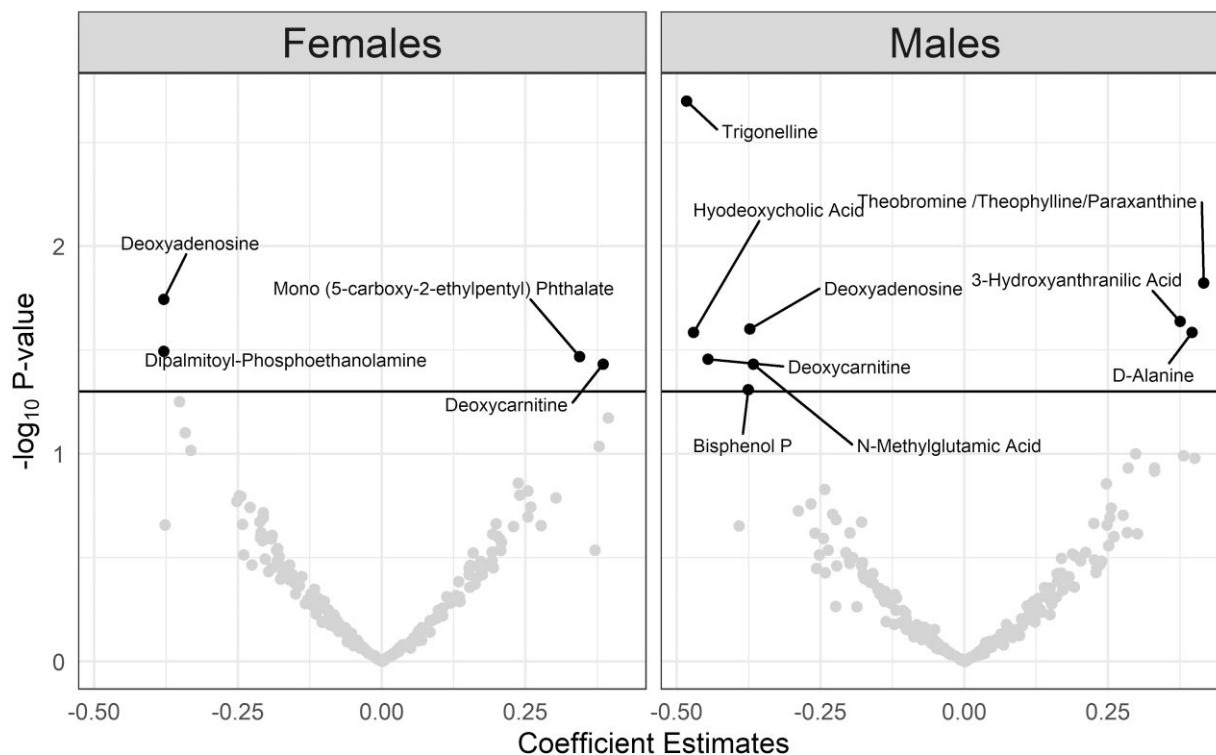 Females
Males
Trigonelline
Theobromine /Theophylline/Paraxanthine
Hyodeoxycholic Acid
Deoxyadenosine
3-Hydroxyanthranilic Acid
Mono (5-carboxy-2-ethylpentyl) Phthalate
Deoxyadenosine
Dipalmitoyl-Phosphoethanolamine
Deoxycarnitine
D-Alanine
Deoxycarnitine
Bisphenol P
N-Methylglutamic Acid
2
1
0
-log10 P-value
-0.50 -0.25 0.00 0.25
-0.50 -0.25 0.00 0.25
Coefficient Estimates